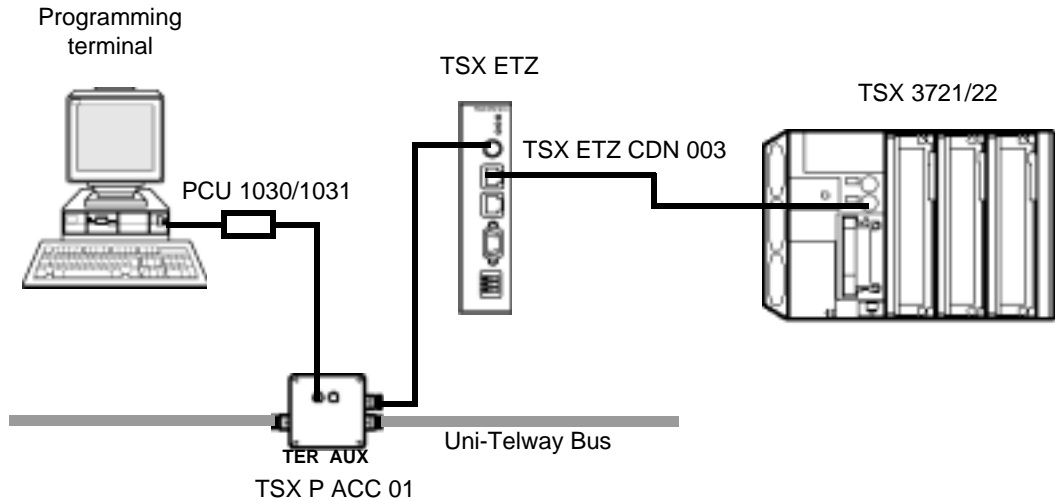 Programming
terminal
TSX ETZ
TSX 3721/22
TSX ETZ CDN 003
PCU 1030/1031
Uni-Telway Bus
TER AUX
TSX P ACC 01